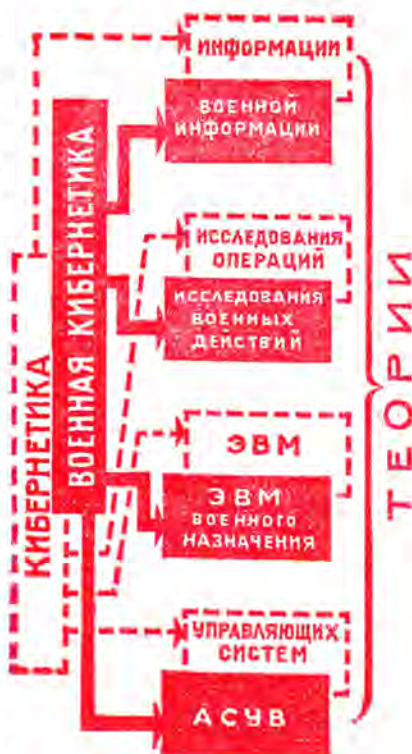 КИБЕРНЕТИКА
ВОЕННАЯ КИБЕРНЕТИКА
ИНФОРМАЦИИ
ВОЕННОЙ
ИНФОРМАЦИИ
ИССЛЕДОВАНИЯ
ОПЕРАЦИЙ
ИССЛЕДОВАНИЯ
ВОЕННЫХ
ДЕЙСТВИЙ
ЭВМ
ЭВМ
ВОЕННОГО
НАЗНАЧЕНИЯ
УПРАВЛЯЮЩИХ
СИСТЕМ
АСУВ
ТЕОРИИ